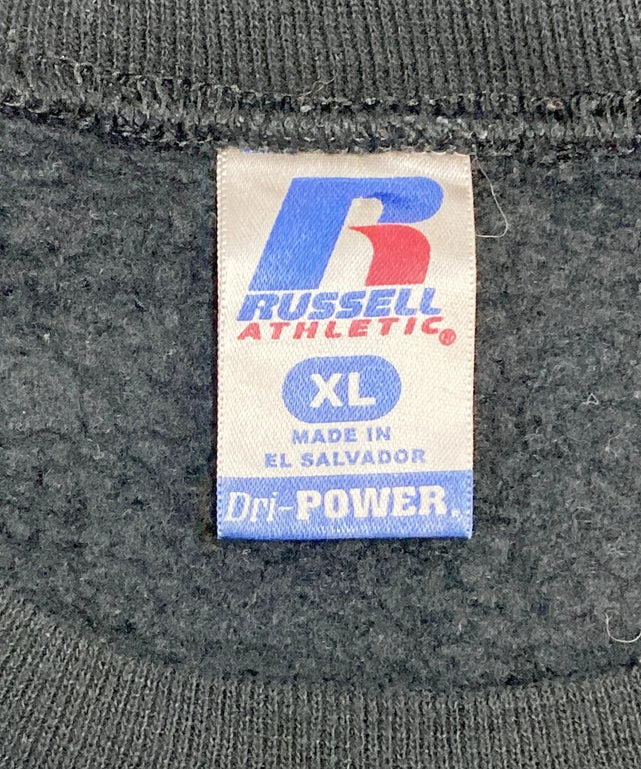 R
RUSSELL
ATHLETIC®
XL
MADE IN
EL SALVADOR
Dri-POWER®